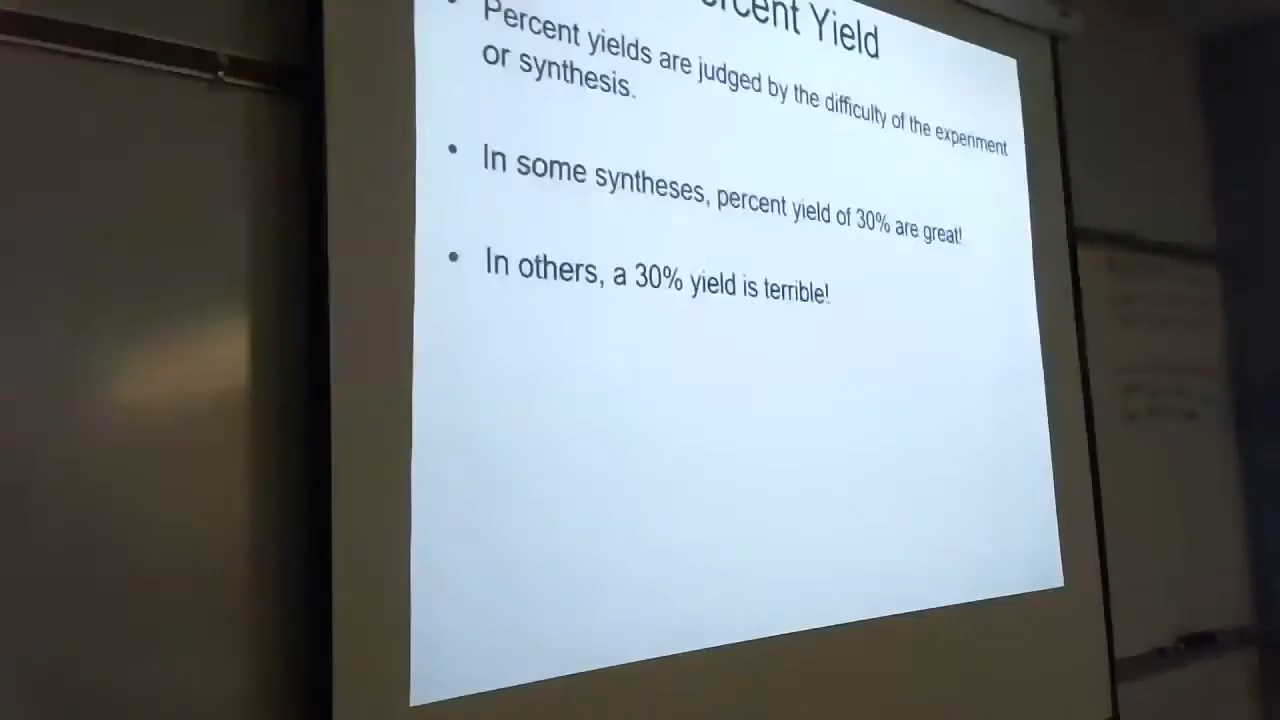 Percent Yield
• Percent yields are judged by the difficulty of the experiment
or synthesis.
• In some syntheses, percent yield of 30% are great!
• In others, a 30% yield is terrible!